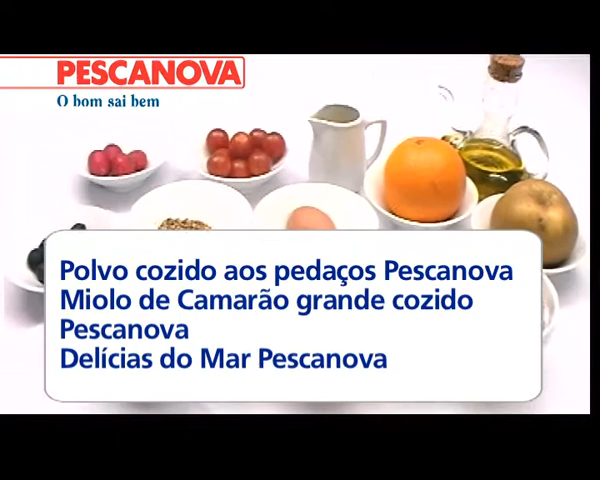 PESCANOVA
O bom sai bem
Polvo cozido aos pedaços Pescanova
Miolo de Camarão grande cozido
Pescanova
Delícias do Mar Pescanova